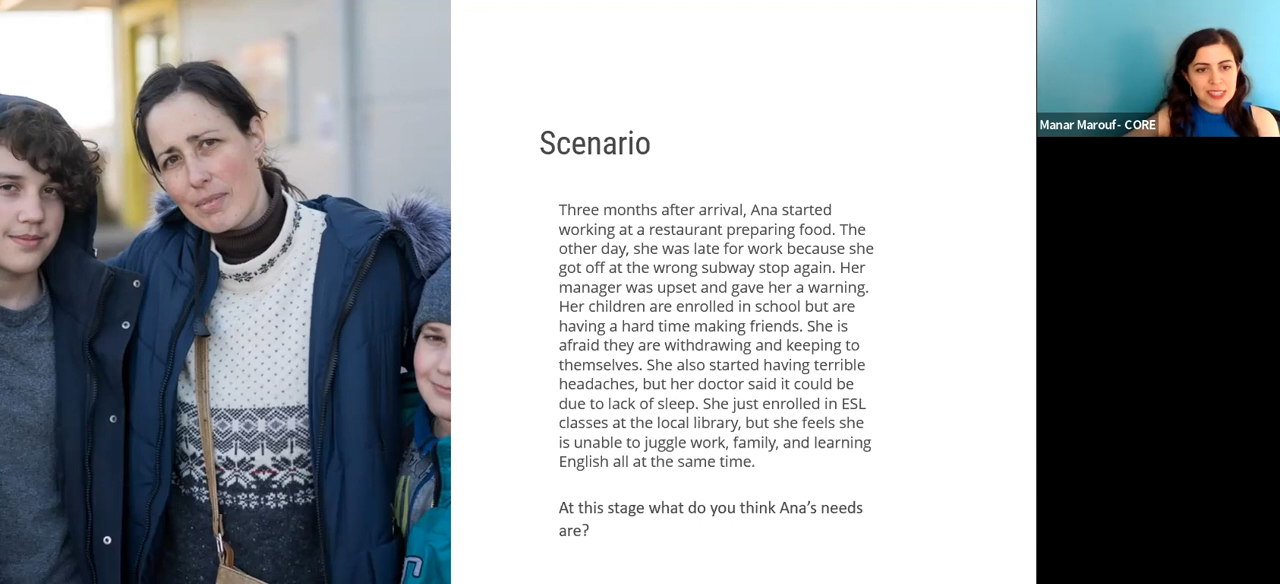 Scenario
Three months after arrival, Ana started
working at a restaurant preparing food. The
other day, she was late for work because she
got off at the wrong subway stop again. Her
manager was upset and gave her a warning.
Her children are enrolled in school but are
having a hard time making friends. She is
afraid they are withdrawing and keeping to
themselves. She also started having terrible
headaches, but her doctor said it could be
due to lack of sleep. She just enrolled in ESL
classes at the local library, but she feels she
is unable to juggle work, family, and learning
English all at the same time.
At this stage what do you think Ana’s needs
are?
Manar Marouf- CORE